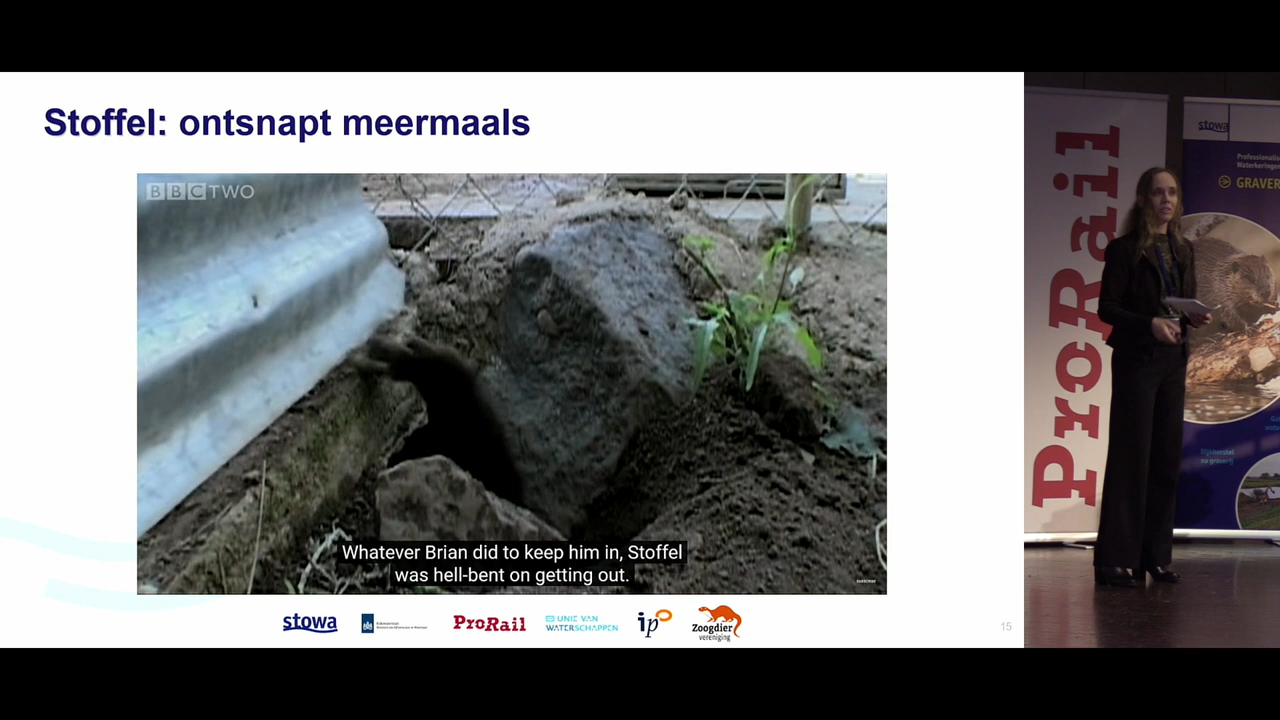 Stoffel: ontsnapt meermaals
BBC TWO
Whatever Brian did to keep him in, Stoffel
was hell-bent on getting out.
stowa
ProRail
UNIE VAN
WATERSCHAPPEN
ip
Zoogdier
vereniging
15
ProRail
stowa
Waterkeringen
GRAVER